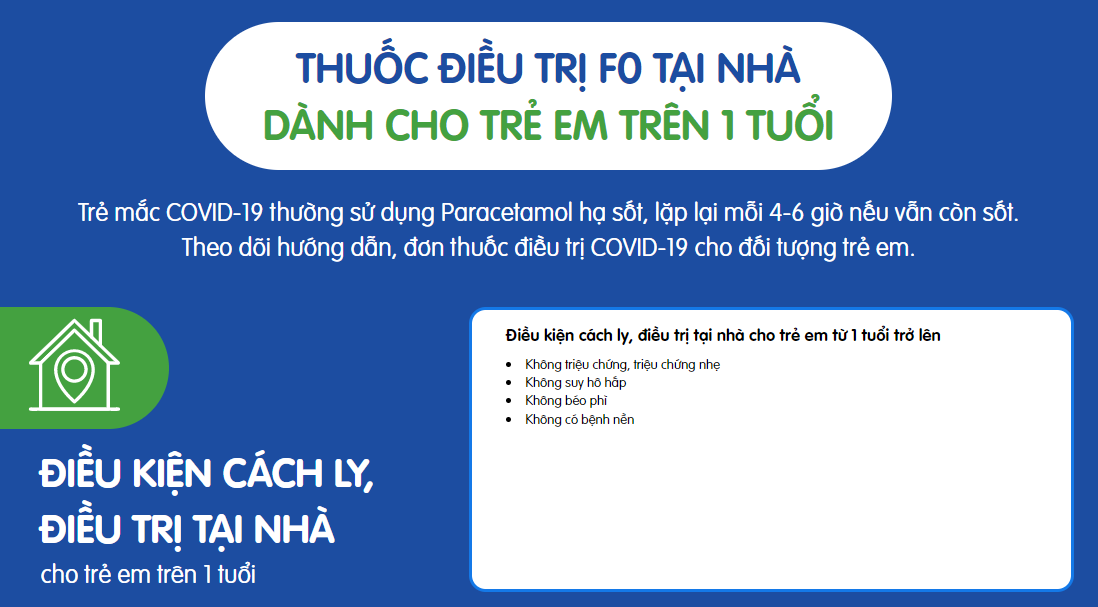 THUỐC ĐIỀU TRỊ F0 TẠI NHÀ
DÀNH CHO TRẺ EM TRÊN 1 TUỔI
Trẻ mắc COVID-19 thường sử dụng Paracetamol hạ sốt, lặp lại mỗi 4-6 giờ nếu vẫn còn sốt.
Theo dõi hướng dẫn, đơn thuốc điều trị COVID-19 cho đối tượng trẻ em.
ĐIỀU KIỆN CÁCH LY,
ĐIỀU TRỊ TẠI NHÀ
cho trẻ em trên 1 tuổi
Điều kiện cách ly, điều trị tại nhà cho trẻ em từ 1 tuổi trở lên
• Không triệu chứng, triệu chứng nhẹ
• Không suy hô hấp
• Không béo phì
• Không có bệnh nền